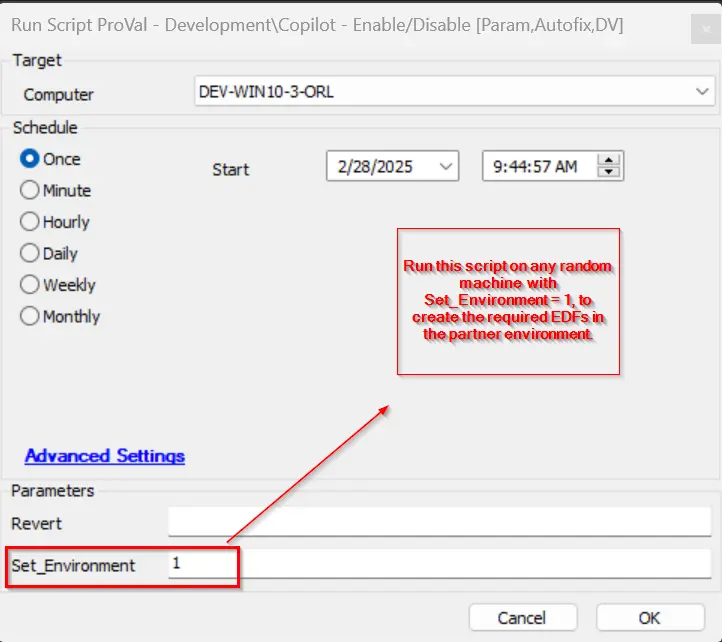 Run Script ProVal - Development\Copilot - Enable/Disable [Param,Autofix,DV]
Target
Computer DEV-WIN10-3-ORL
Schedule
Once Start 2/28/2025 9:44:57 AM
Minute
Hourly
Daily
Weekly
Monthly
Run this script on any random
machine with
Set_Environment = 1, to
create the required EDFs in
the partner environment.
Advanced Settings
Parameters
Revert
Set_Environment 1
Cancel OK